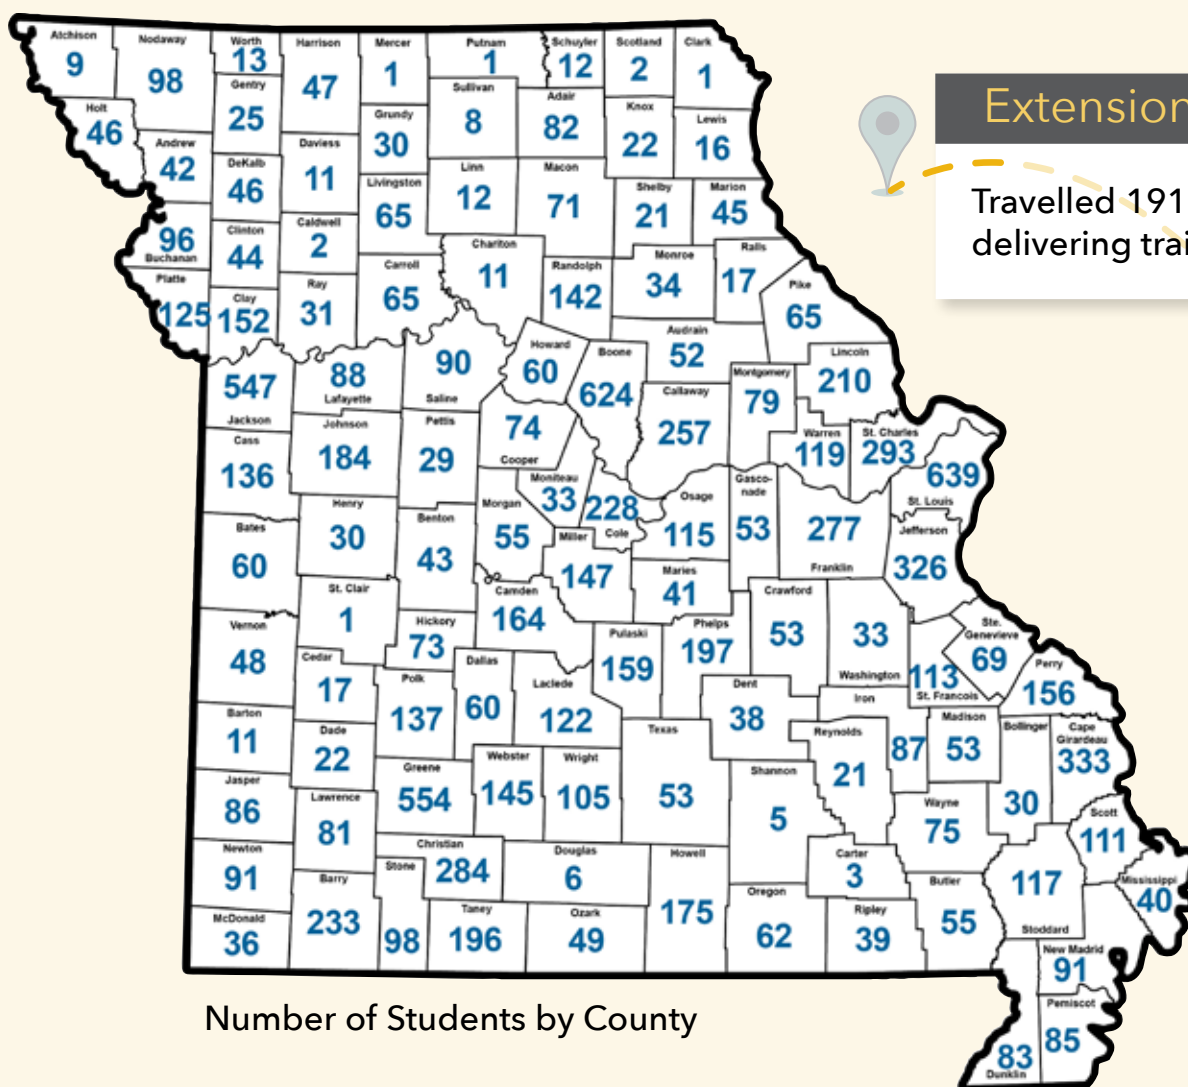 Atchison
9
Nodaway
98
Worth
13
Harrison
47
Mercer
1
Putnam
1
Schuyler
12
Scotland
2
Clark
1
Holt
46
Andrew
42
Gentry
25
DeKalb
46
Daviess
11
Grundy
30
Sullivan
8
Adair
82
Knox
22
Lewis
16
Extension
Travelled 191
delivering trai
96
Buchanan
Clinton
44
Caldwell
2
Livingston
65
Linn
12
Macon
71
Shelby
21
Marion
45
Platte
125
Clay
152
Ray
31
Carroll
65
Chariton
11
Randolph
142
Monroe
34
Ralls
17
Pike
65
547
Jackson
88
Lafayette
90
Saline
Howard
60
Boone
624
Audrain
52
Callaway
257
Montgomery
79
Lincoln
210
Cass
136
Johnson
184
Pettis
29
74
Cooper
Moniteau
33
228
Cole
Osage
115
Gasco-
nade
53
Warren
119
St. Charles
293
639
St. Louis
277
Franklin
Jefferson
326
Bates
60
Henry
30
Benton
43
Morgan
55
Miller
147
Maries
41
Camden
164
St. Clair
1
Hickory
73
Vernon
48
Cedar
17
Polk
137
Dallas
60
Laclede
122
Pulaski
159
Phelps
197
Crawford
53
33
Washington
113
St. Francois
Ste.
Genevieve
69
Perry
156
Barton
11
Dade
22
Greene
554
Webster
145
Wright
105
Texas
53
Dent
38
Iron
87
Reynolds
21
Madison
53
Bollinger
30
Cape
Girardeau
333
Jasper
86
Lawrence
81
Christian
284
Douglas
6
Shannon
5
Wayne
75
Scott
111
Newton
91
Barry
233
Stone
98
Taney
196
Ozark
49
Howell
175
Oregon
62
Carter
3
Ripley
39
Butler
55
117
Stoddard
Mississippi
40
McDonald
36
New Madrid
91
Pemiscot
85
83
Dunklin
Number of Students by County